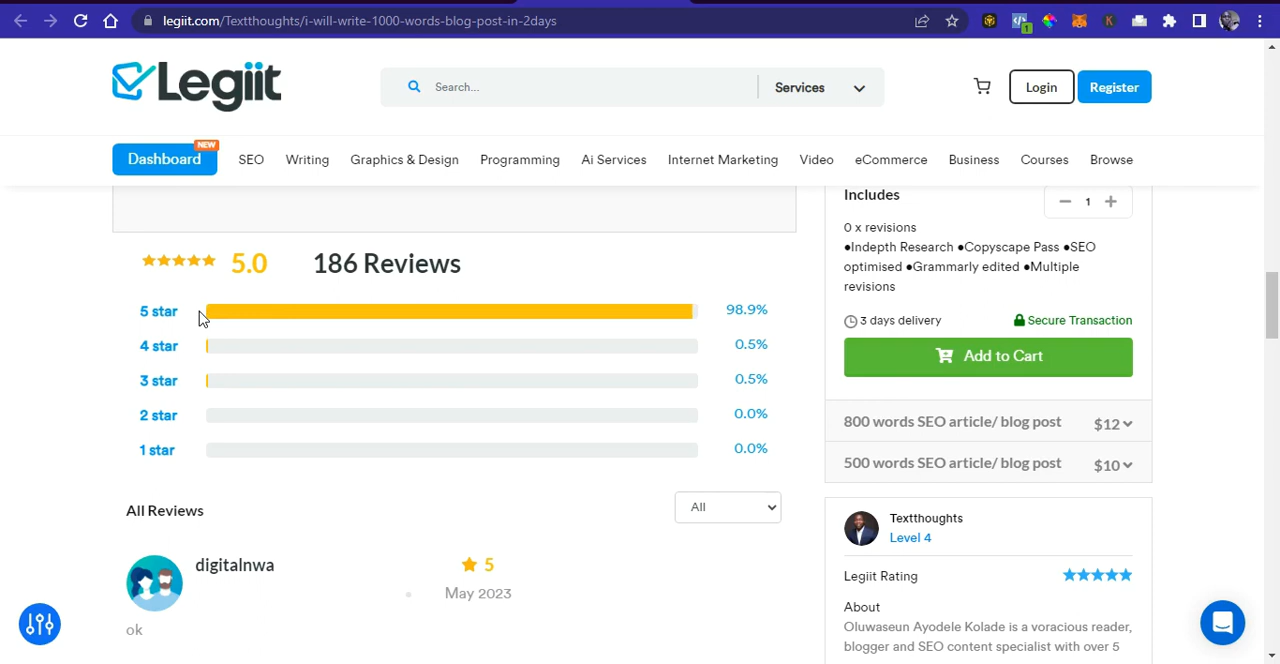 legiit.com/Textthoughts/i-will-write-1000-words-blog-post-in-2days
1
K
Legiit
Search...
Services
Login
Register
Dashboard
NEW
SEO
Writing
Graphics & Design
Programming
Ai Services
Internet Marketing
Video
eCommerce
Business
Courses
Browse
5.0
186 Reviews
5 star
98.9%
4 star
0.5%
3 star
0.5%
2 star
0.0%
1 star
0.0%
All Reviews
All
digitalnwa
5
May 2023
ok
Includes
1
0 x revisions
●Indepth Research ●Copyscape Pass ●SEO
optimised ●Grammarly edited ●Multiple
revisions
3 days delivery
Secure Transaction
Add to Cart
800 words SEO article/ blog post
$12
500 words SEO article/ blog post
$10
Textthoughts
Level 4
Legiit Rating
About
Oluwaseun Ayodele Kolade is a voracious reader,
blogger and SEO content specialist with over 5